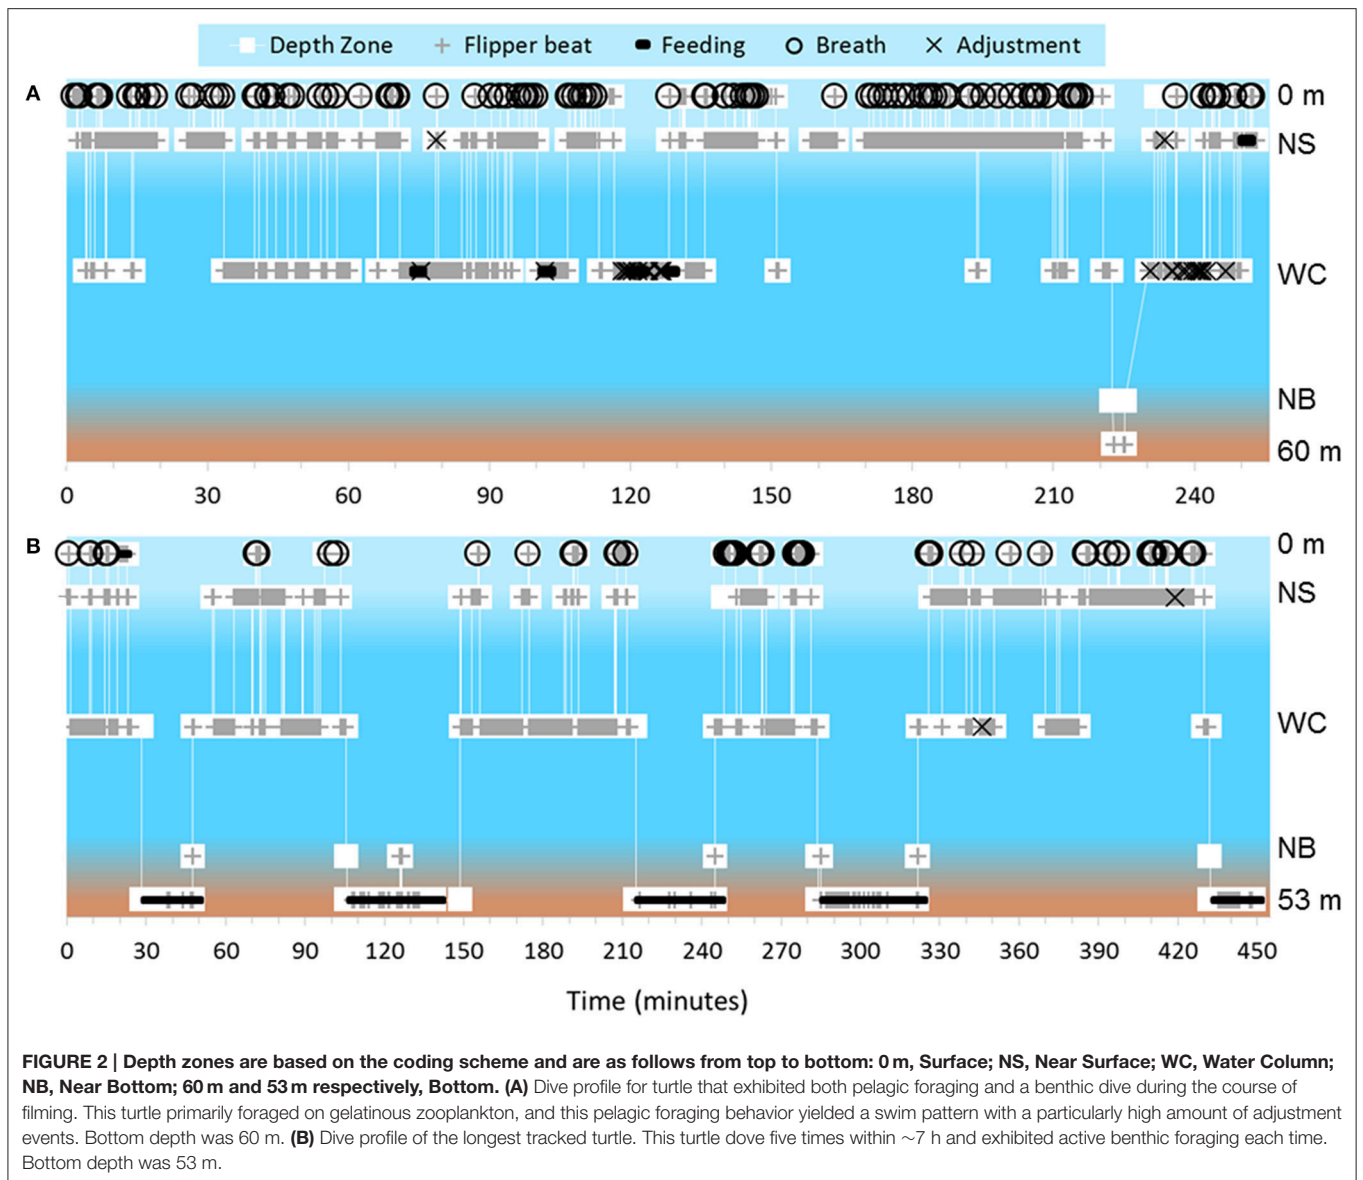 Depth Zone Flipper beat Feeding Breath Adjustment
A
0 m
NS
WC
NB
60 m
0 30 60 90 120 150 180 210 240
B
0 m
NS
WC
NB
53 m
0 30 60 90 120 150 180 210 240 270 300 330 360 390 420 450
Time (minutes)
FIGURE 2 | Depth zones are based on the coding scheme and are as follows from top to bottom: 0 m, Surface; NS, Near Surface; WC, Water Column;
NB, Near Bottom; 60 m and 53 m respectively, Bottom. (A) Dive profile for turtle that exhibited both pelagic foraging and a benthic dive during the course of
filming. This turtle primarily foraged on gelatinous zooplankton, and this pelagic foraging behavior yielded a swim pattern with a particularly high amount of adjustment
events. Bottom depth was 60 m. (B) Dive profile of the longest tracked turtle. This turtle dove five times within ∼7 h and exhibited active benthic foraging each time.
Bottom depth was 53 m.